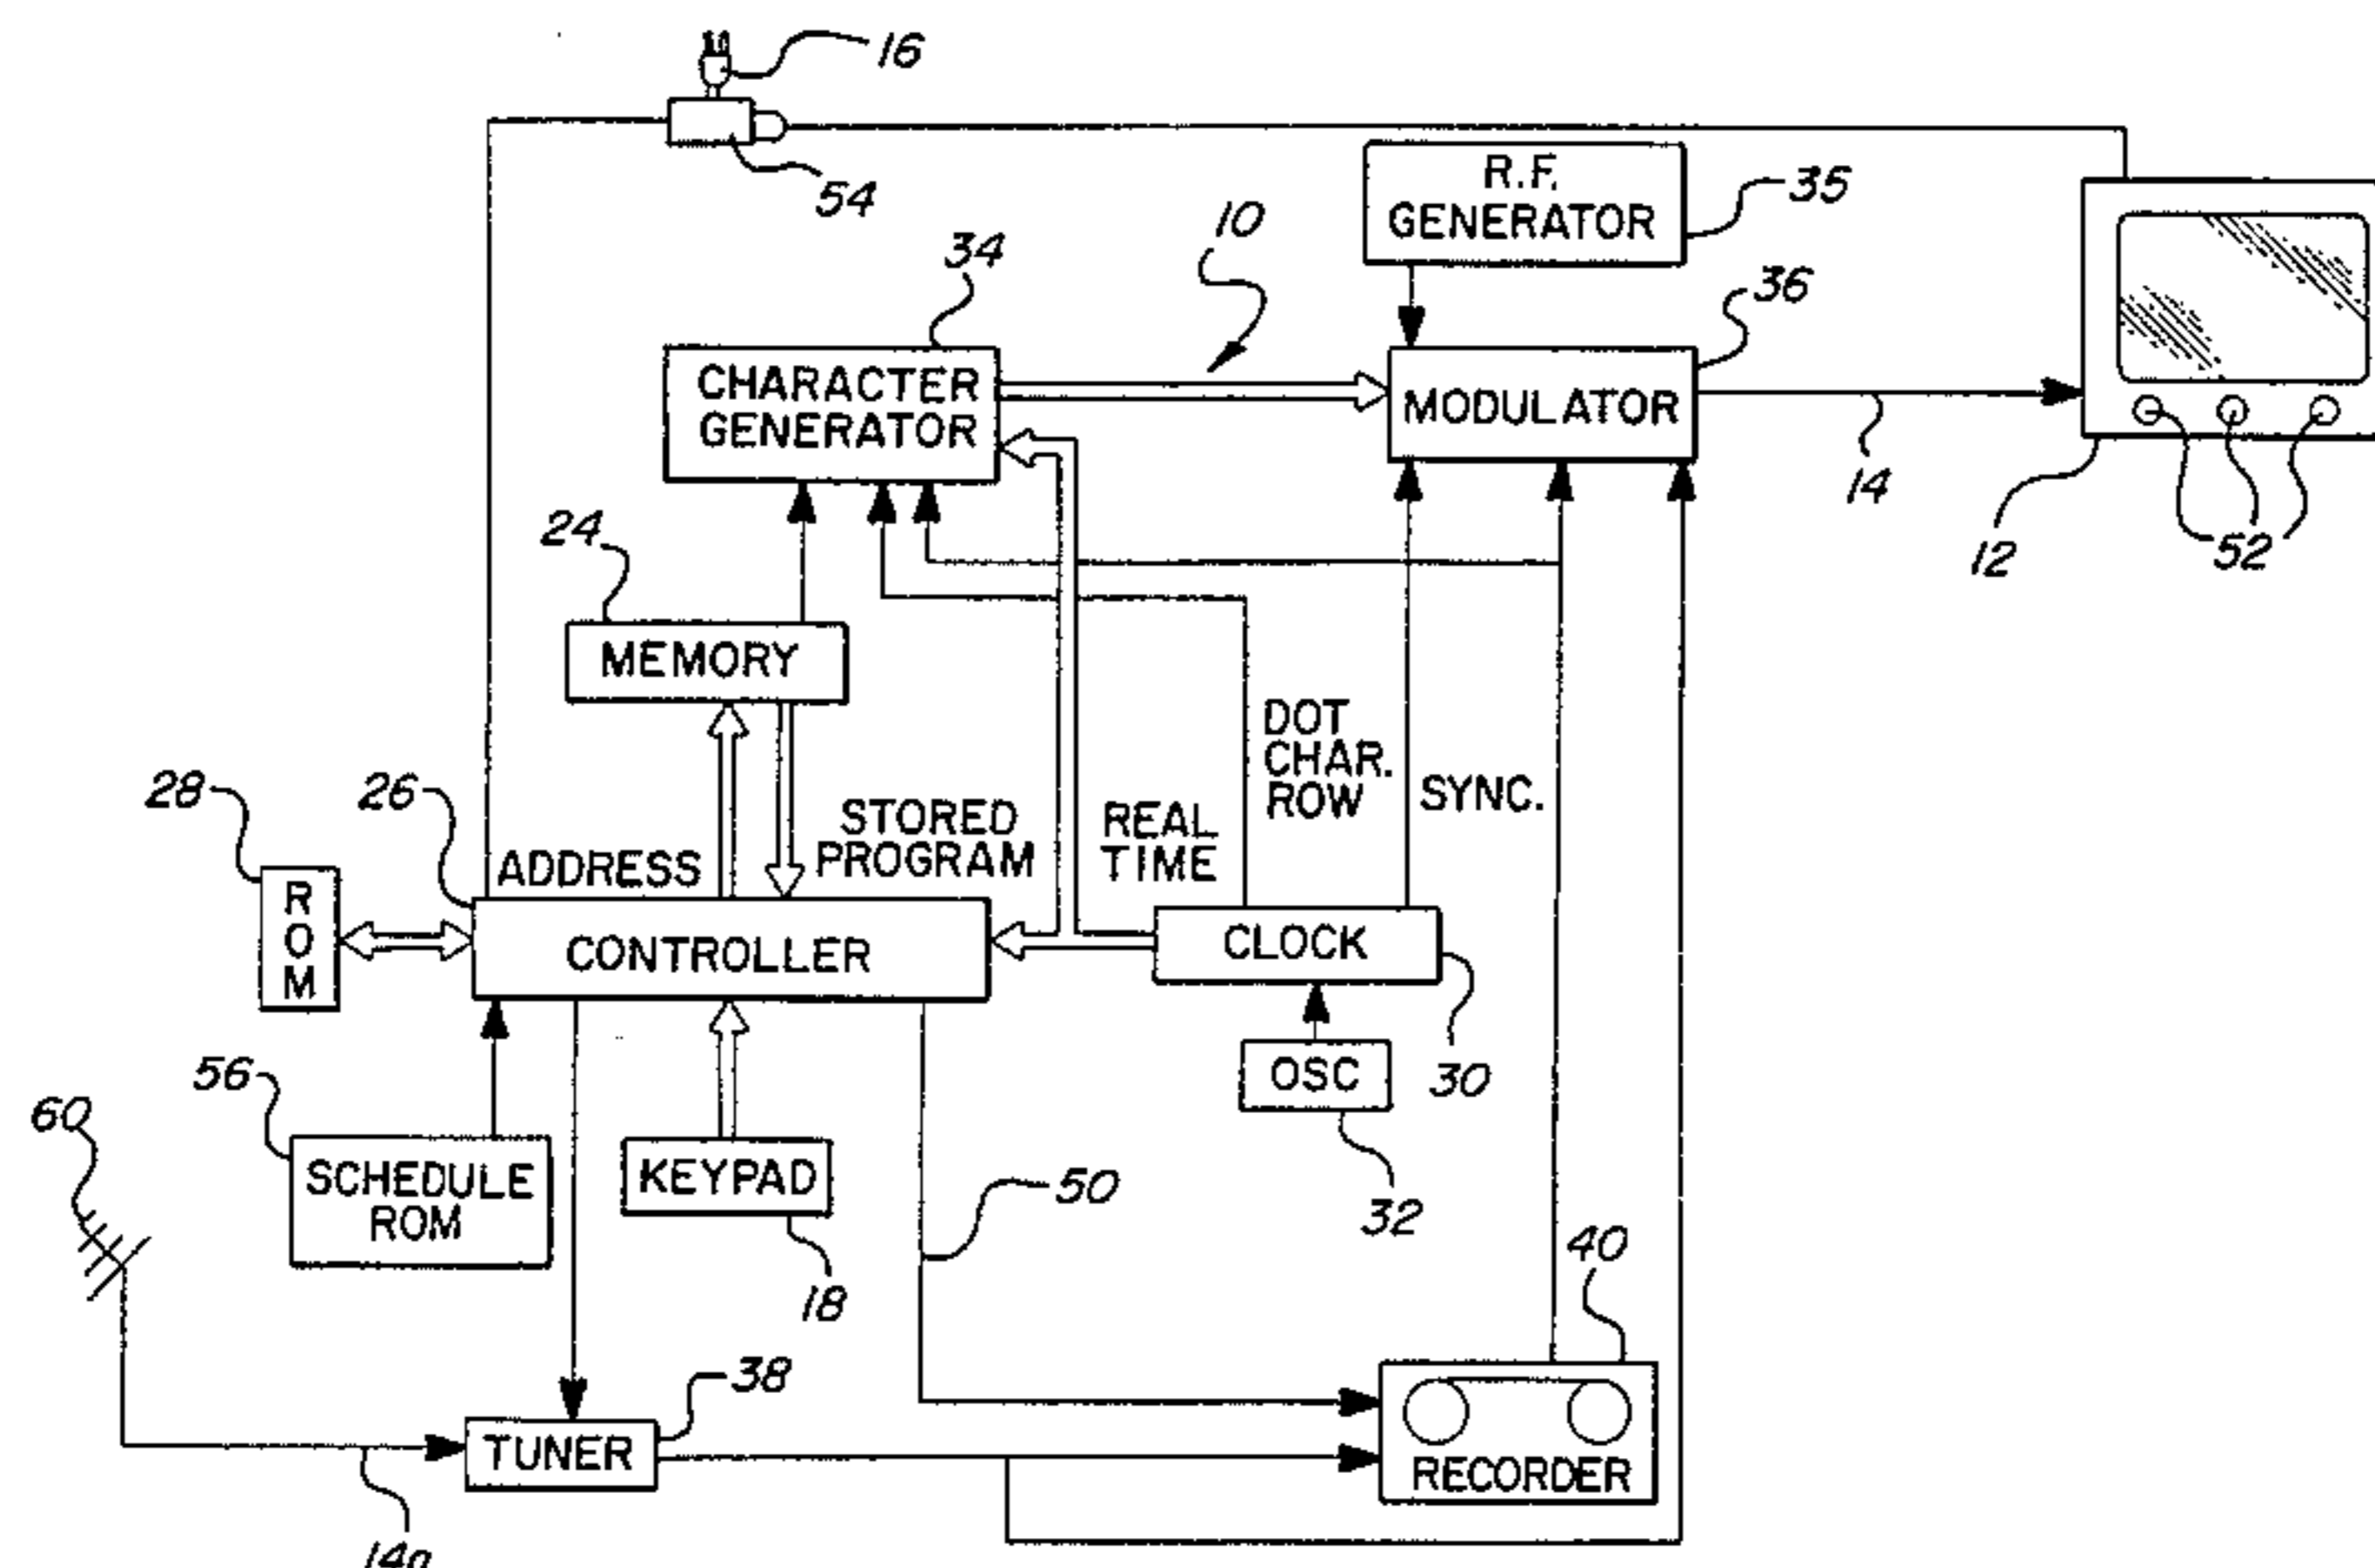 16
54
R.F.
GENERATOR
35
10
34
36
CHARACTER
GENERATOR
MODULATOR
14
12
52
24
MEMORY
DOT
CHAR.
ROW
SYNC.
28
26
ADDRESS
STORED
PROGRAM
REAL
TIME
ROM
CONTROLLER
CLOCK
30
OSC
32
56
60
SCHEDULE
ROM
KEYPAD
18
50
40
38
TUNER
RECORDER
14a